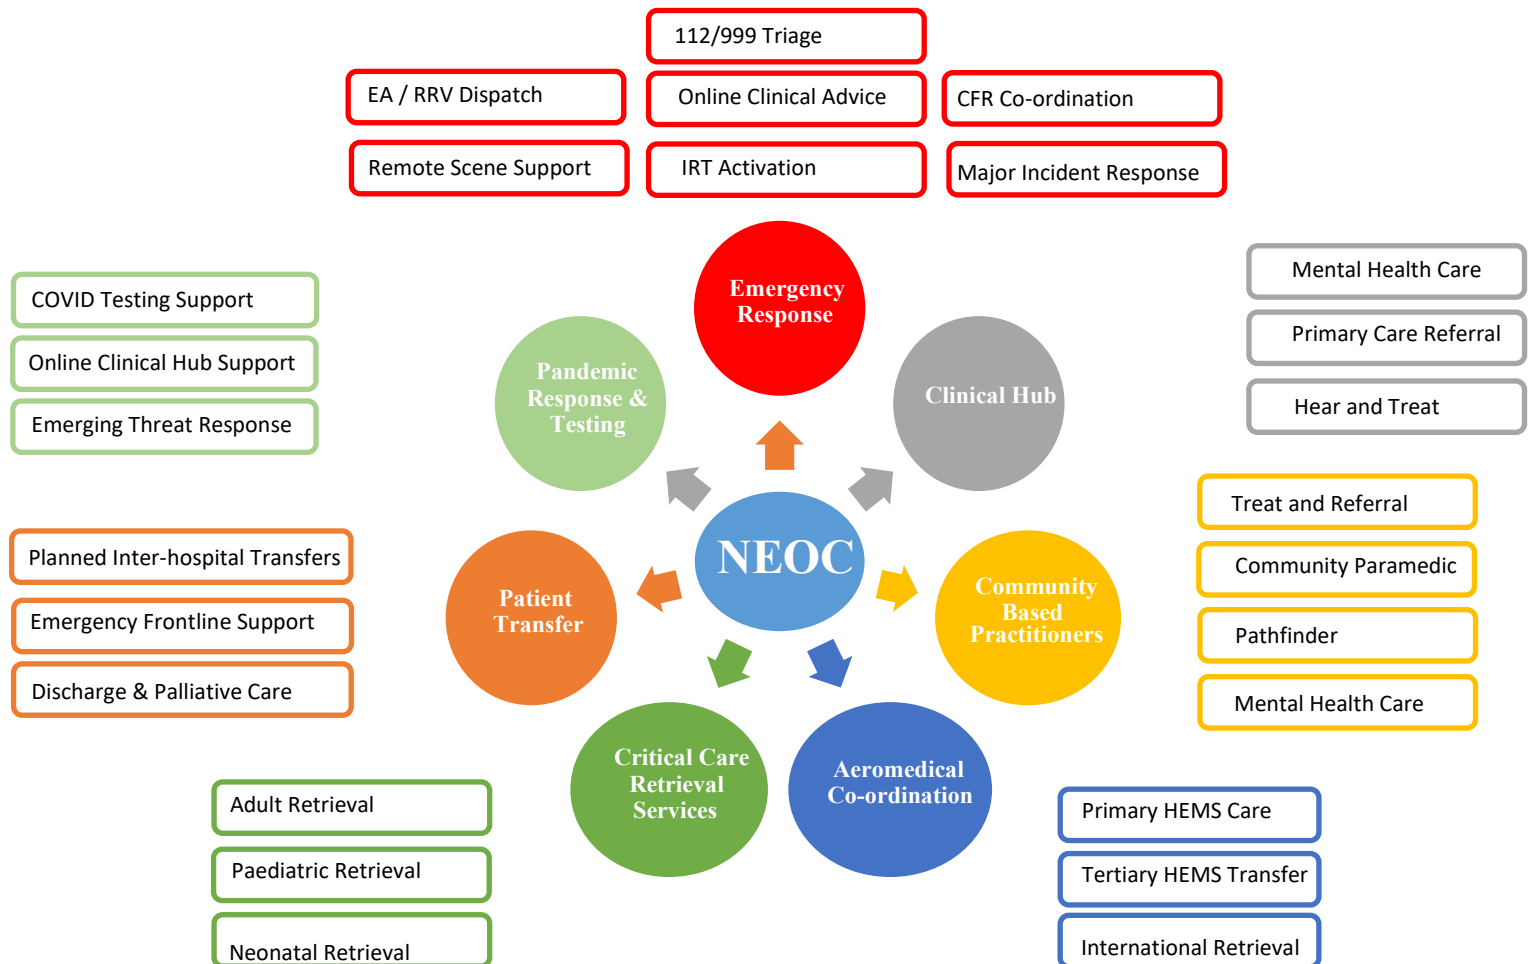 112/999 Triage
EA / RRV Dispatch
Online Clinical Advice
CFR Co-ordination
Remote Scene Support
IRT Activation
Major Incident Response
Emergency
Response
COVID Testing Support
Online Clinical Hub Support
Emerging Threat Response
Pandemic
Response &
Testing
Clinical Hub
Mental Health Care
Primary Care Referral
Hear and Treat
NEOC
Planned Inter-hospital Transfers
Emergency Frontline Support
Discharge & Palliative Care
Patient
Transfer
Community
Based
Practitioners
Treat and Referral
Community Paramedic
Pathfinder
Mental Health Care
Critical Care
Retrieval
Services
Adult Retrieval
Paediatric Retrieval
Neonatal Retrieval
Aeromedical
Co-ordination
Primary HEMS Care
Tertiary HEMS Transfer
International Retrieval